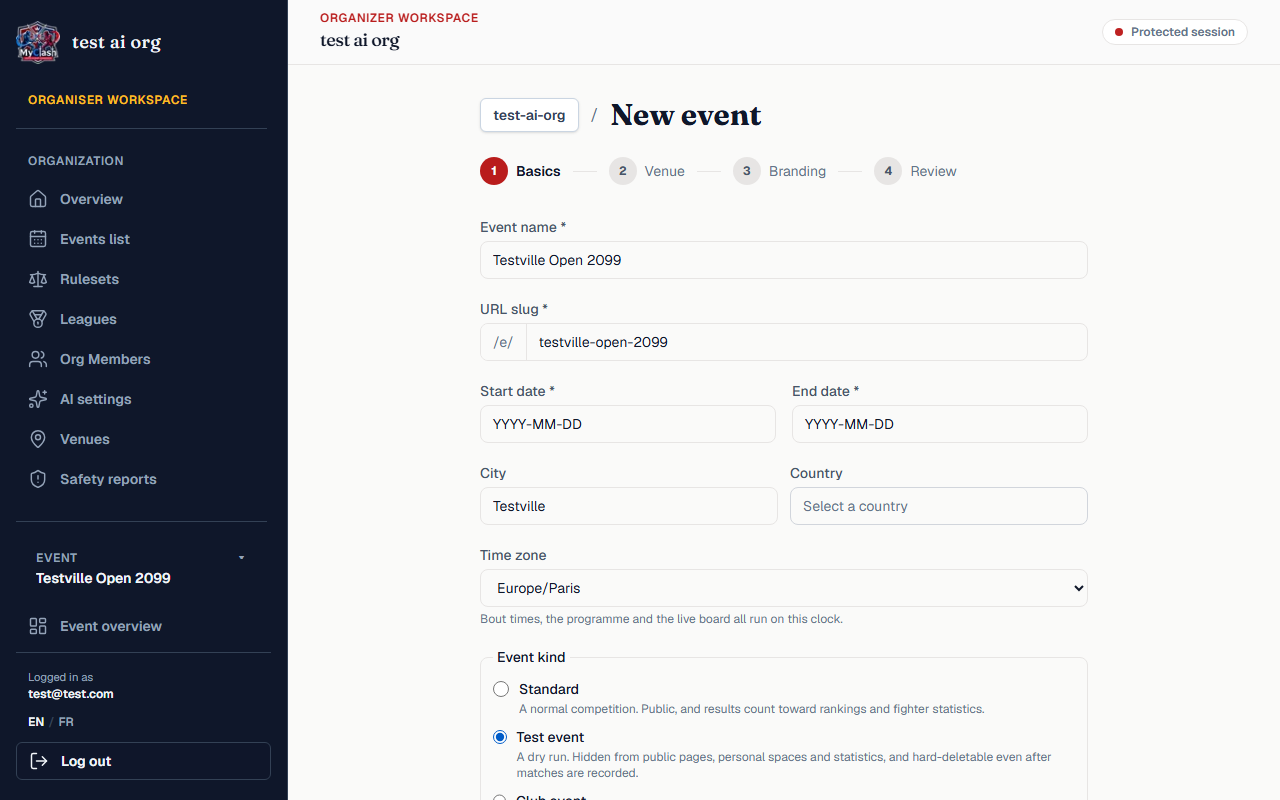 MyClash
test ai org
ORGANISER WORKSPACE
ORGANIZATION
Overview
Events list
Rulesets
Leagues
Org Members
AI settings
Venues
Safety reports
EVENT
Testville Open 2099
Event overview
Logged in as
test@test.com
EN / FR
Log out
ORGANIZER WORKSPACE
test ai org
Protected session
test-ai-org / New event
1 Basics 2 Venue 3 Branding 4 Review
Event name *
Testville Open 2099
URL slug *
/e/ testville-open-2099
Start date * End date *
YYYY-MM-DD YYYY-MM-DD
City Country
Testville Select a country
Time zone
Europe/Paris
Bout times, the programme and the live board all run on this clock.
Event kind
Standard
A normal competition. Public, and results count toward rankings and fighter statistics.
Test event
A dry run. Hidden from public pages, personal spaces and statistics, and hard-deletable even after
matches are recorded.
Club event